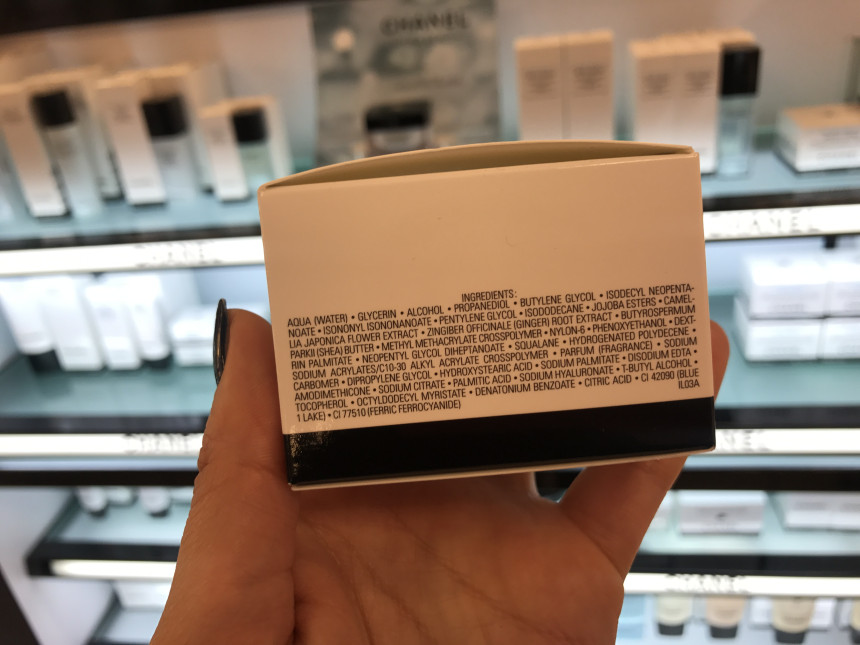 CHANEL
CHANEL
CHANEL
INGREDIENTS:
AQUA (WATER) • GLYCERIN • ALCOHOL • PROPANEDIOL • BUTYLENE GLYCOL • ISODECYL NEOPENTA-
NOATE • ISONONYL ISONONANOATE • PENTYLENE GLYCOL • ISODODECANE • JOJOBA ESTERS • CAMEL-
LIA JAPONICA FLOWER EXTRACT • ZINGIBER OFFICINALE (GINGER) ROOT EXTRACT • BUTYROSPERMUM
PARKII (SHEA) BUTTER • METHYL METHACRYLATE CROSSPOLYMER • NYLON-6 • PHENOXYETHANOL • DEXT-
RIN PALMITATE • NEOPENTYL GLYCOL DIHEPTANOATE • SQUALANE • HYDROGENATED POLYDECENE •
SODIUM ACRYLATES/C10-30 ALKYL ACRYLATE CROSSPOLYMER • PARFUM (FRAGRANCE) • SODIUM
CARBOMER • DIPROPYLENE GLYCOL • HYDROXYSTEARIC ACID • SODIUM PALMITATE • DISODIUM EDTA •
AMODIMETHICONE • SODIUM CITRATE • PALMITIC ACID • SODIUM HYALURONATE • T-BUTYL ALCOHOL •
TOCOPHEROL • OCTYLDODECYL MYRISTATE • DENATONIUM BENZOATE • CITRIC ACID • CI 42090 (BLUE
1 LAKE) • CI 77510 (FERRIC FERROCYANIDE)
IL03A